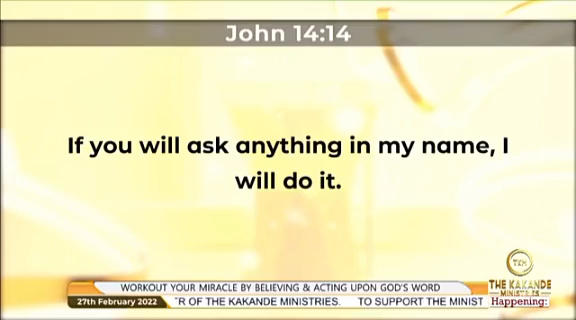 John 14:14
If you will ask anything in my name, I
will do it.
TKM
THE KAKANDE
MINISTRIES
WORKOUT YOUR MIRACLE BY BELIEVING & ACTING UPON GOD'S WORD
27th February 2022 'R OF THE KAKANDE MINISTRIES. TO SUPPORT THE MINIST Happening: